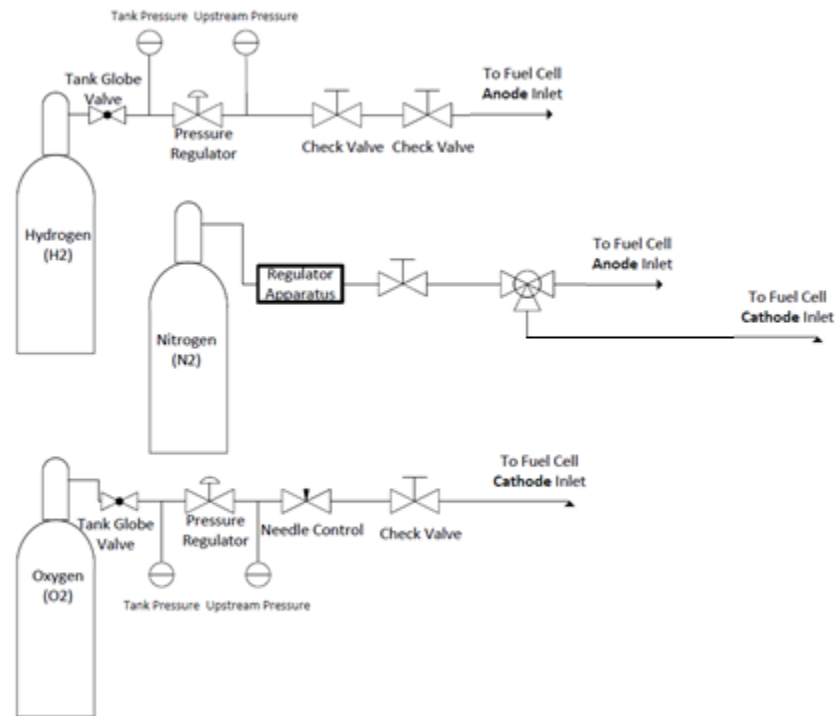 Tank Pressure Upstream Pressure
Tank Globe
Valve
To Fuel Cell
Anode Inlet
Pressure
Regulator
Check Valve
Check Valve
Hydrogen
(H2)
To Fuel Cell
Anode Inlet
Regulator
Apparatus
To Fuel Cell
Cathode Inlet
Nitrogen
(N2)
To Fuel Cell
Cathode Inlet
Tank Globe
Valve
Pressure
Regulator
Needle Control
Check Valve
Oxygen
(O2)
Tank Pressure Upstream Pressure